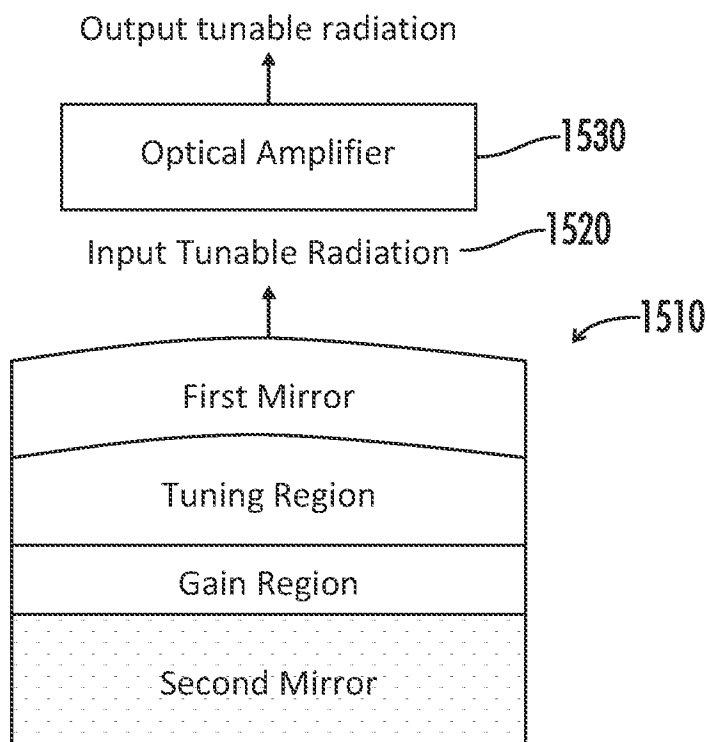 Output tunable radiation
Optical Amplifier
1530
Input Tunable Radiation
1520
1510
First Mirror
Tuning Region
Gain Region
Second Mirror